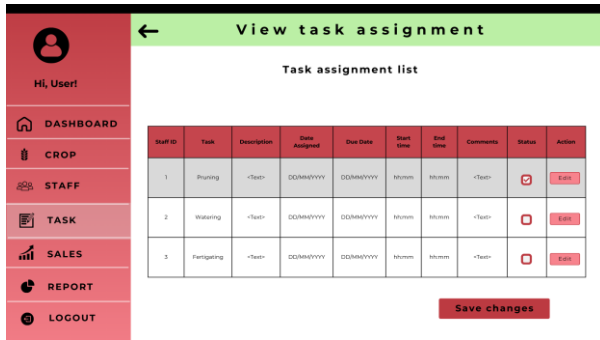 View task assignment
Hi, User!
DASHBOARD
CROP
STAFF
TASK
SALES
REPORT
LOGOUT
Task assignment list
Staff ID Task Description Date Assigned Due Date Start time End time Comments Status Action
1 Pruning <Text> DD/MM/YYYY DD/MM/YYYY hh:mm hh:mm <Text> Edit
2 Watering <Text> DD/MM/YYYY DD/MM/YYYY hh:mm hh:mm <Text> Edit
3 Fertigating <Text> DD/MM/YYYY DD/MM/YYYY hh:mm hh:mm <Text> Edit
Save changes